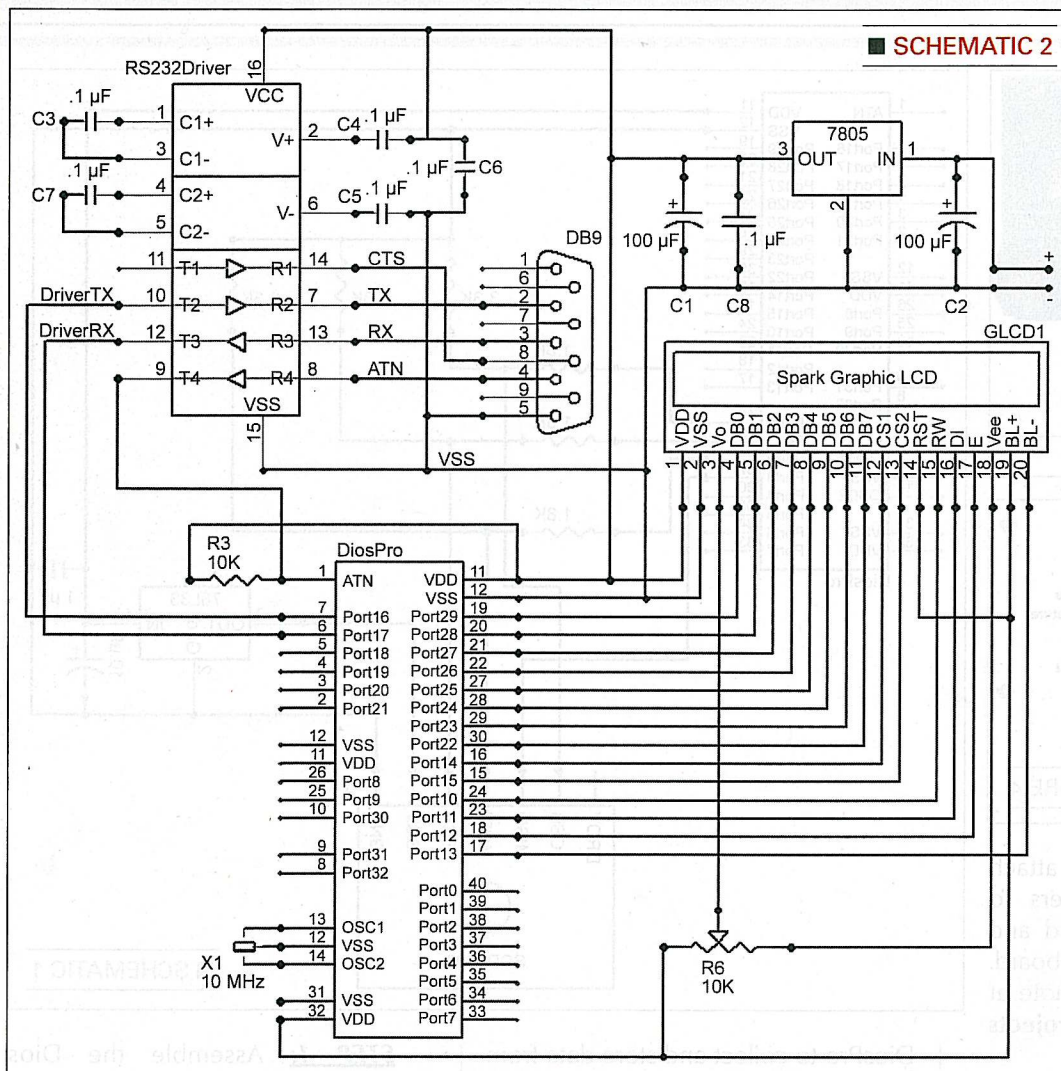 ■ SCHEMATIC 2
RS232Driver
16
VCC
C3
.1 µF
1
C1+
3
C1-
V+
2
C4
.1 µF
.1 µF
C6
C7
.1 µF
4
C2+
5
C2-
V-
6
C5
.1 µF
11
T1
R1
14
CTS
DriverTX
10
T2
R2
7
TX
DriverRX
12
T3
R3
13
RX
9
T4
R4
8
ATN
VSS
15
VSS
DB9
1
6
2
7
3
8
4
9
5
7805
3
OUT
IN
1
2
+
100 µF
C1
.1 µF
C8
+
100 µF
C2
+
-
GLCD1
Spark Graphic LCD
VDD
VSS
Vo
DB0
DB1
DB2
DB3
DB4
DB5
DB6
DB7
CS1
CS2
RST
RW
DI
E
Vee
BL+
BL-
1
2
3
4
5
6
7
8
9
10
11
12
13
14
15
16
17
18
19
20
R3
10K
DiosPro
1
ATN
VDD
11
VSS
12
7
Port16
Port29
19
6
Port17
Port28
20
5
Port18
Port27
21
4
Port19
Port26
22
3
Port20
Port25
27
2
Port21
Port24
28
Port23
29
12
VSS
Port22
30
11
VDD
Port14
16
26
Port8
Port15
15
25
Port9
Port10
24
10
Port30
Port11
23
Port12
18
9
Port31
Port13
17
8
Port32
Port0
40
Port1
39
13
OSC1
Port2
38
12
VSS
Port3
37
14
OSC2
Port4
36
X1
10 MHz
Port5
35
31
VSS
Port6
34
32
VDD
Port7
33
R6
10K